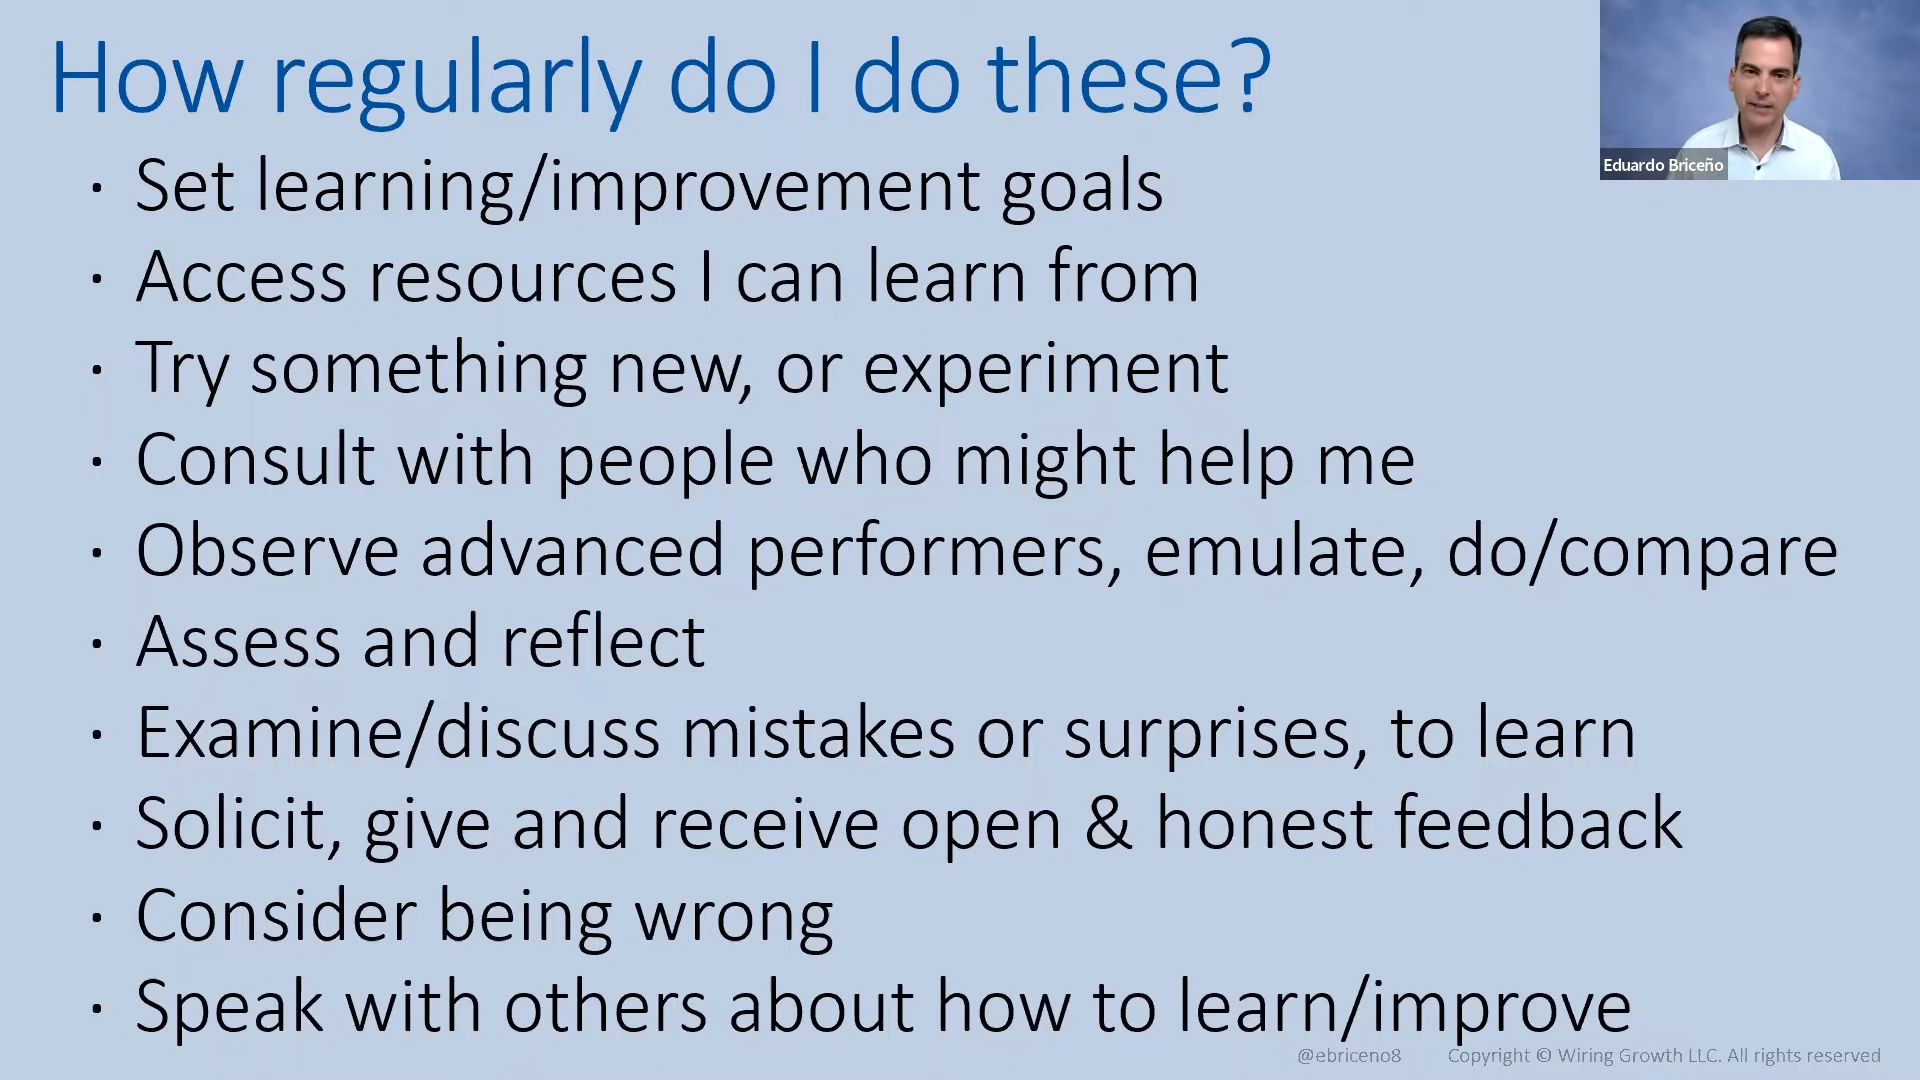 How regularly do I do these?
Eduardo Briceño
· Set learning/improvement goals
· Access resources I can learn from
· Try something new, or experiment
· Consult with people who might help me
· Observe advanced performers, emulate, do/compare
· Assess and reflect
· Examine/discuss mistakes or surprises, to learn
· Solicit, give and receive open & honest feedback
· Consider being wrong
· Speak with others about how to learn/improve
@ebriceno8 Copyright © Wiring Growth LLC. All rights reserved